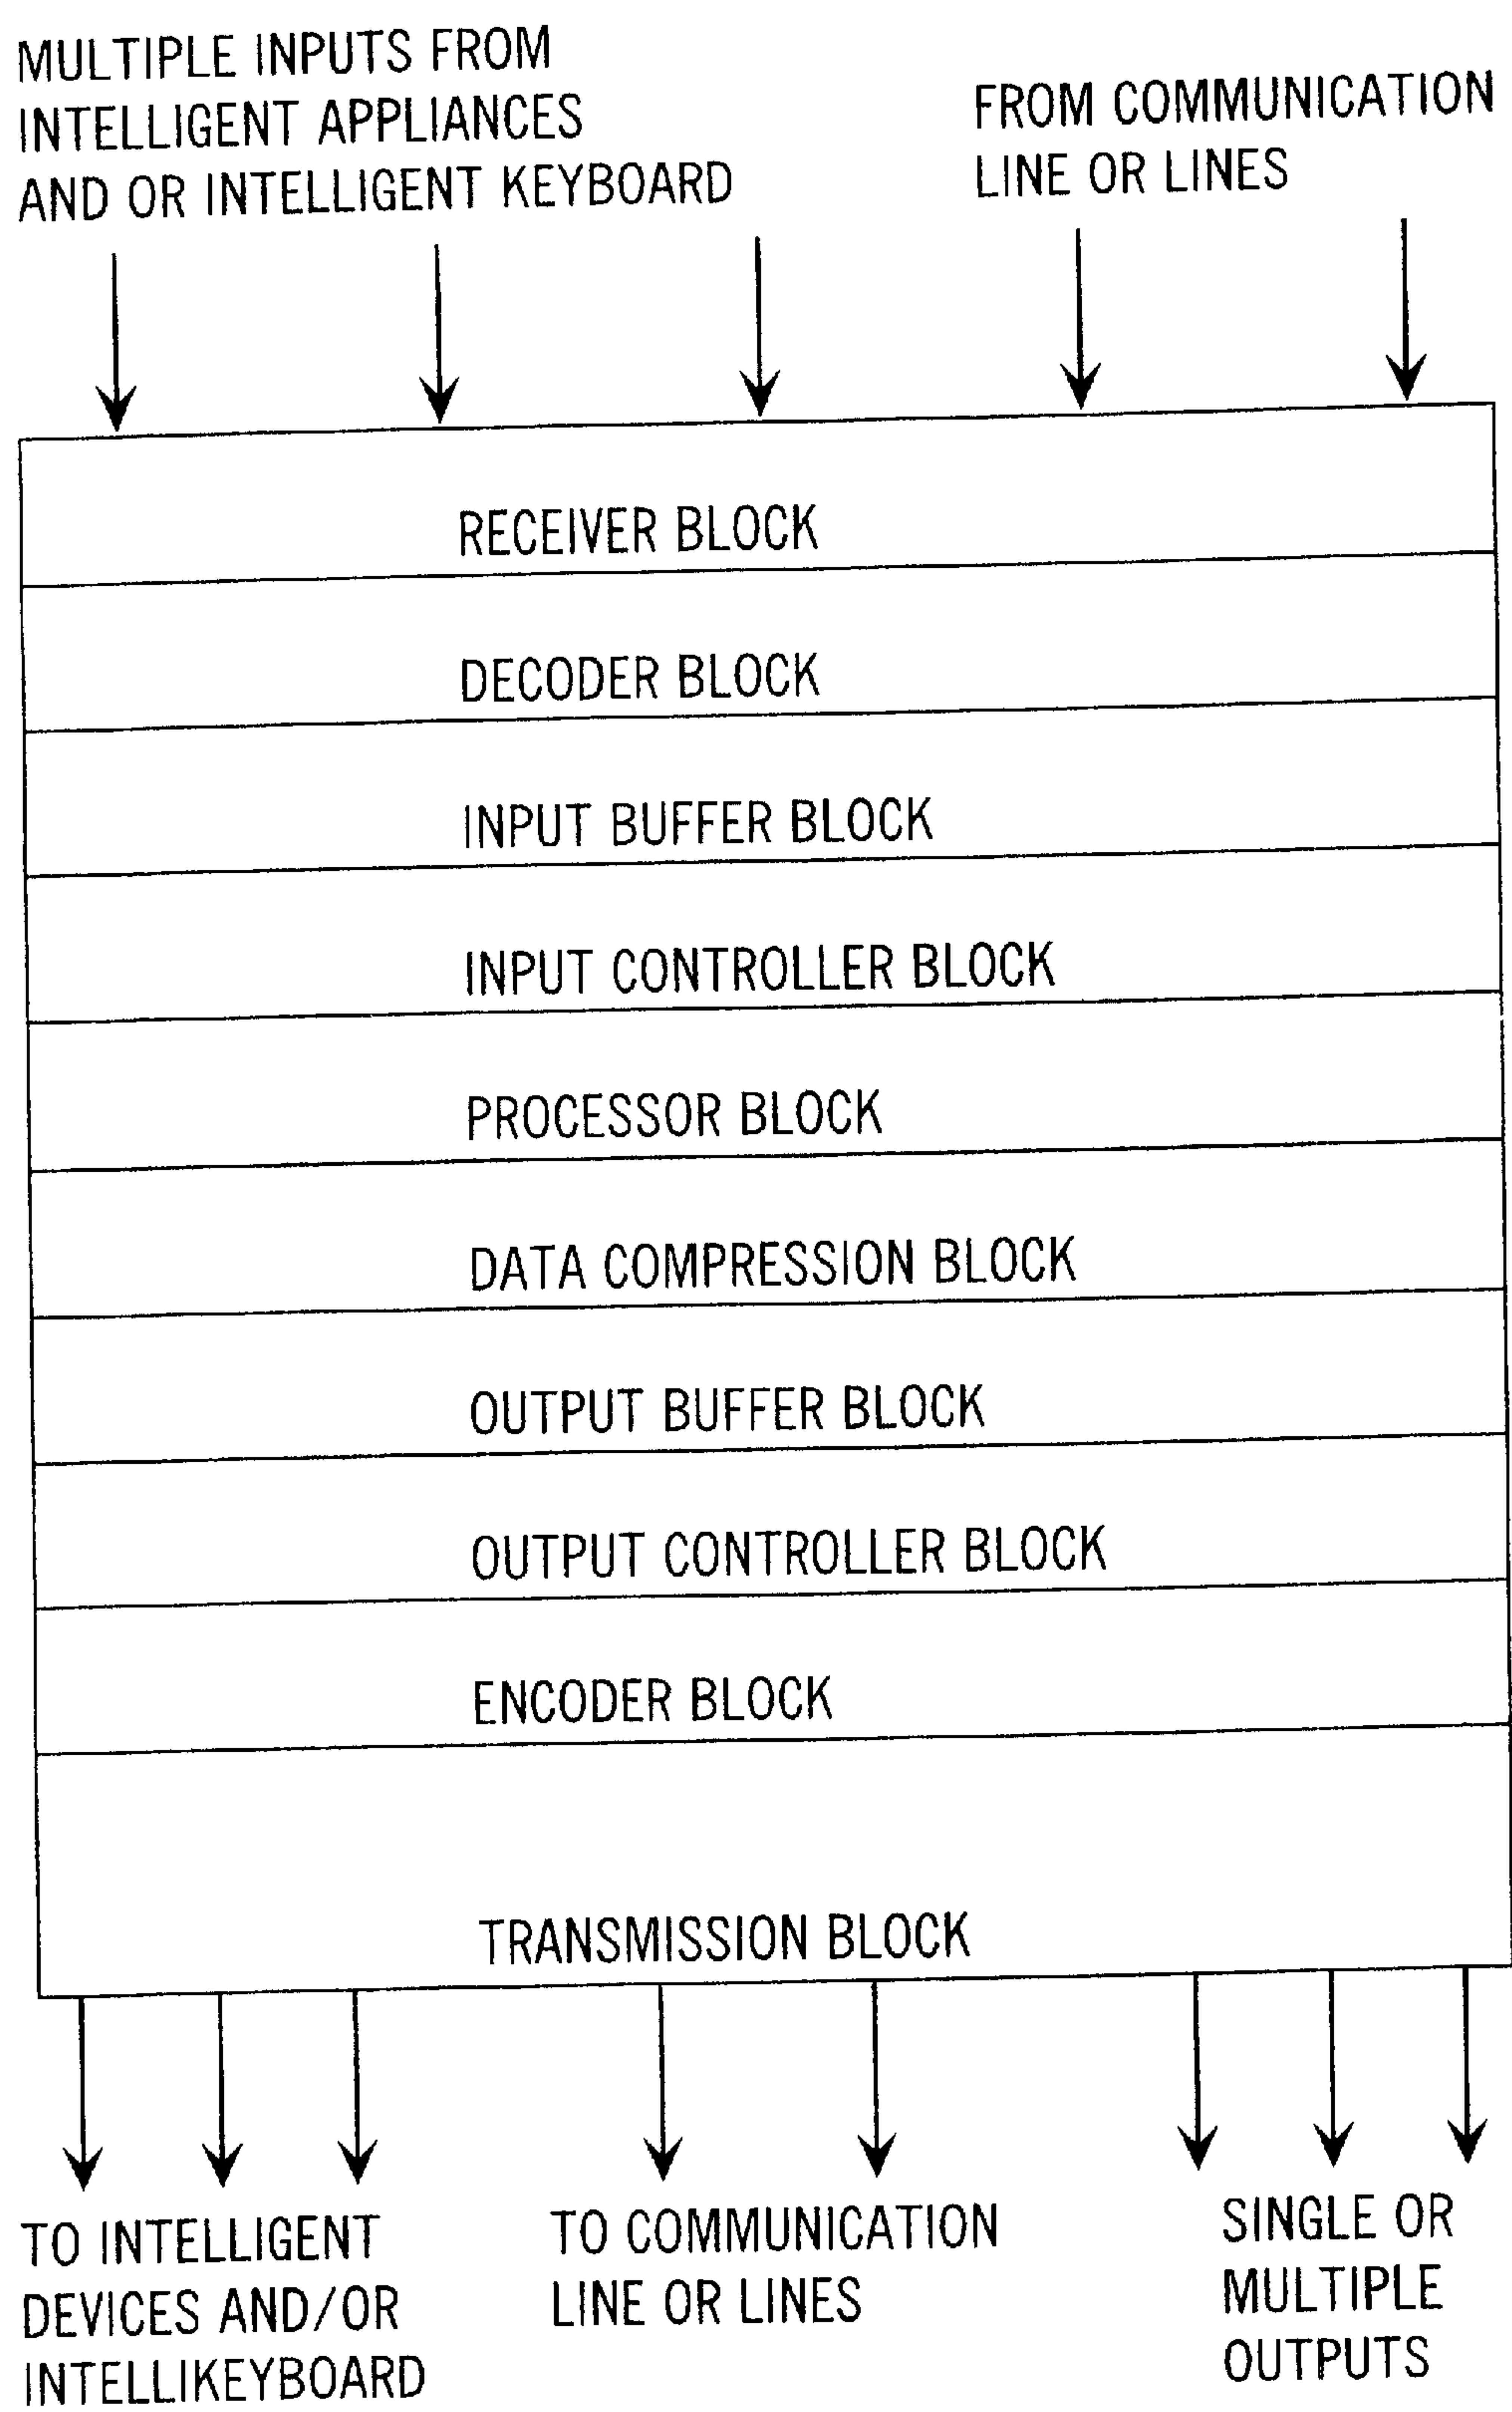 MULTIPLE INPUTS FROM
INTELLIGENT APPLIANCES
AND OR INTELLIGENT KEYBOARD
FROM COMMUNICATION
LINE OR LINES
RECEIVER BLOCK
DECODER BLOCK
INPUT BUFFER BLOCK
INPUT CONTROLLER BLOCK
PROCESSOR BLOCK
DATA COMPRESSION BLOCK
OUTPUT BUFFER BLOCK
OUTPUT CONTROLLER BLOCK
ENCODER BLOCK
TRANSMISSION BLOCK
TO INTELLIGENT
DEVICES AND/OR
INTELLIKEYBOARD
TO COMMUNICATION
LINE OR LINES
SINGLE OR
MULTIPLE
OUTPUTS